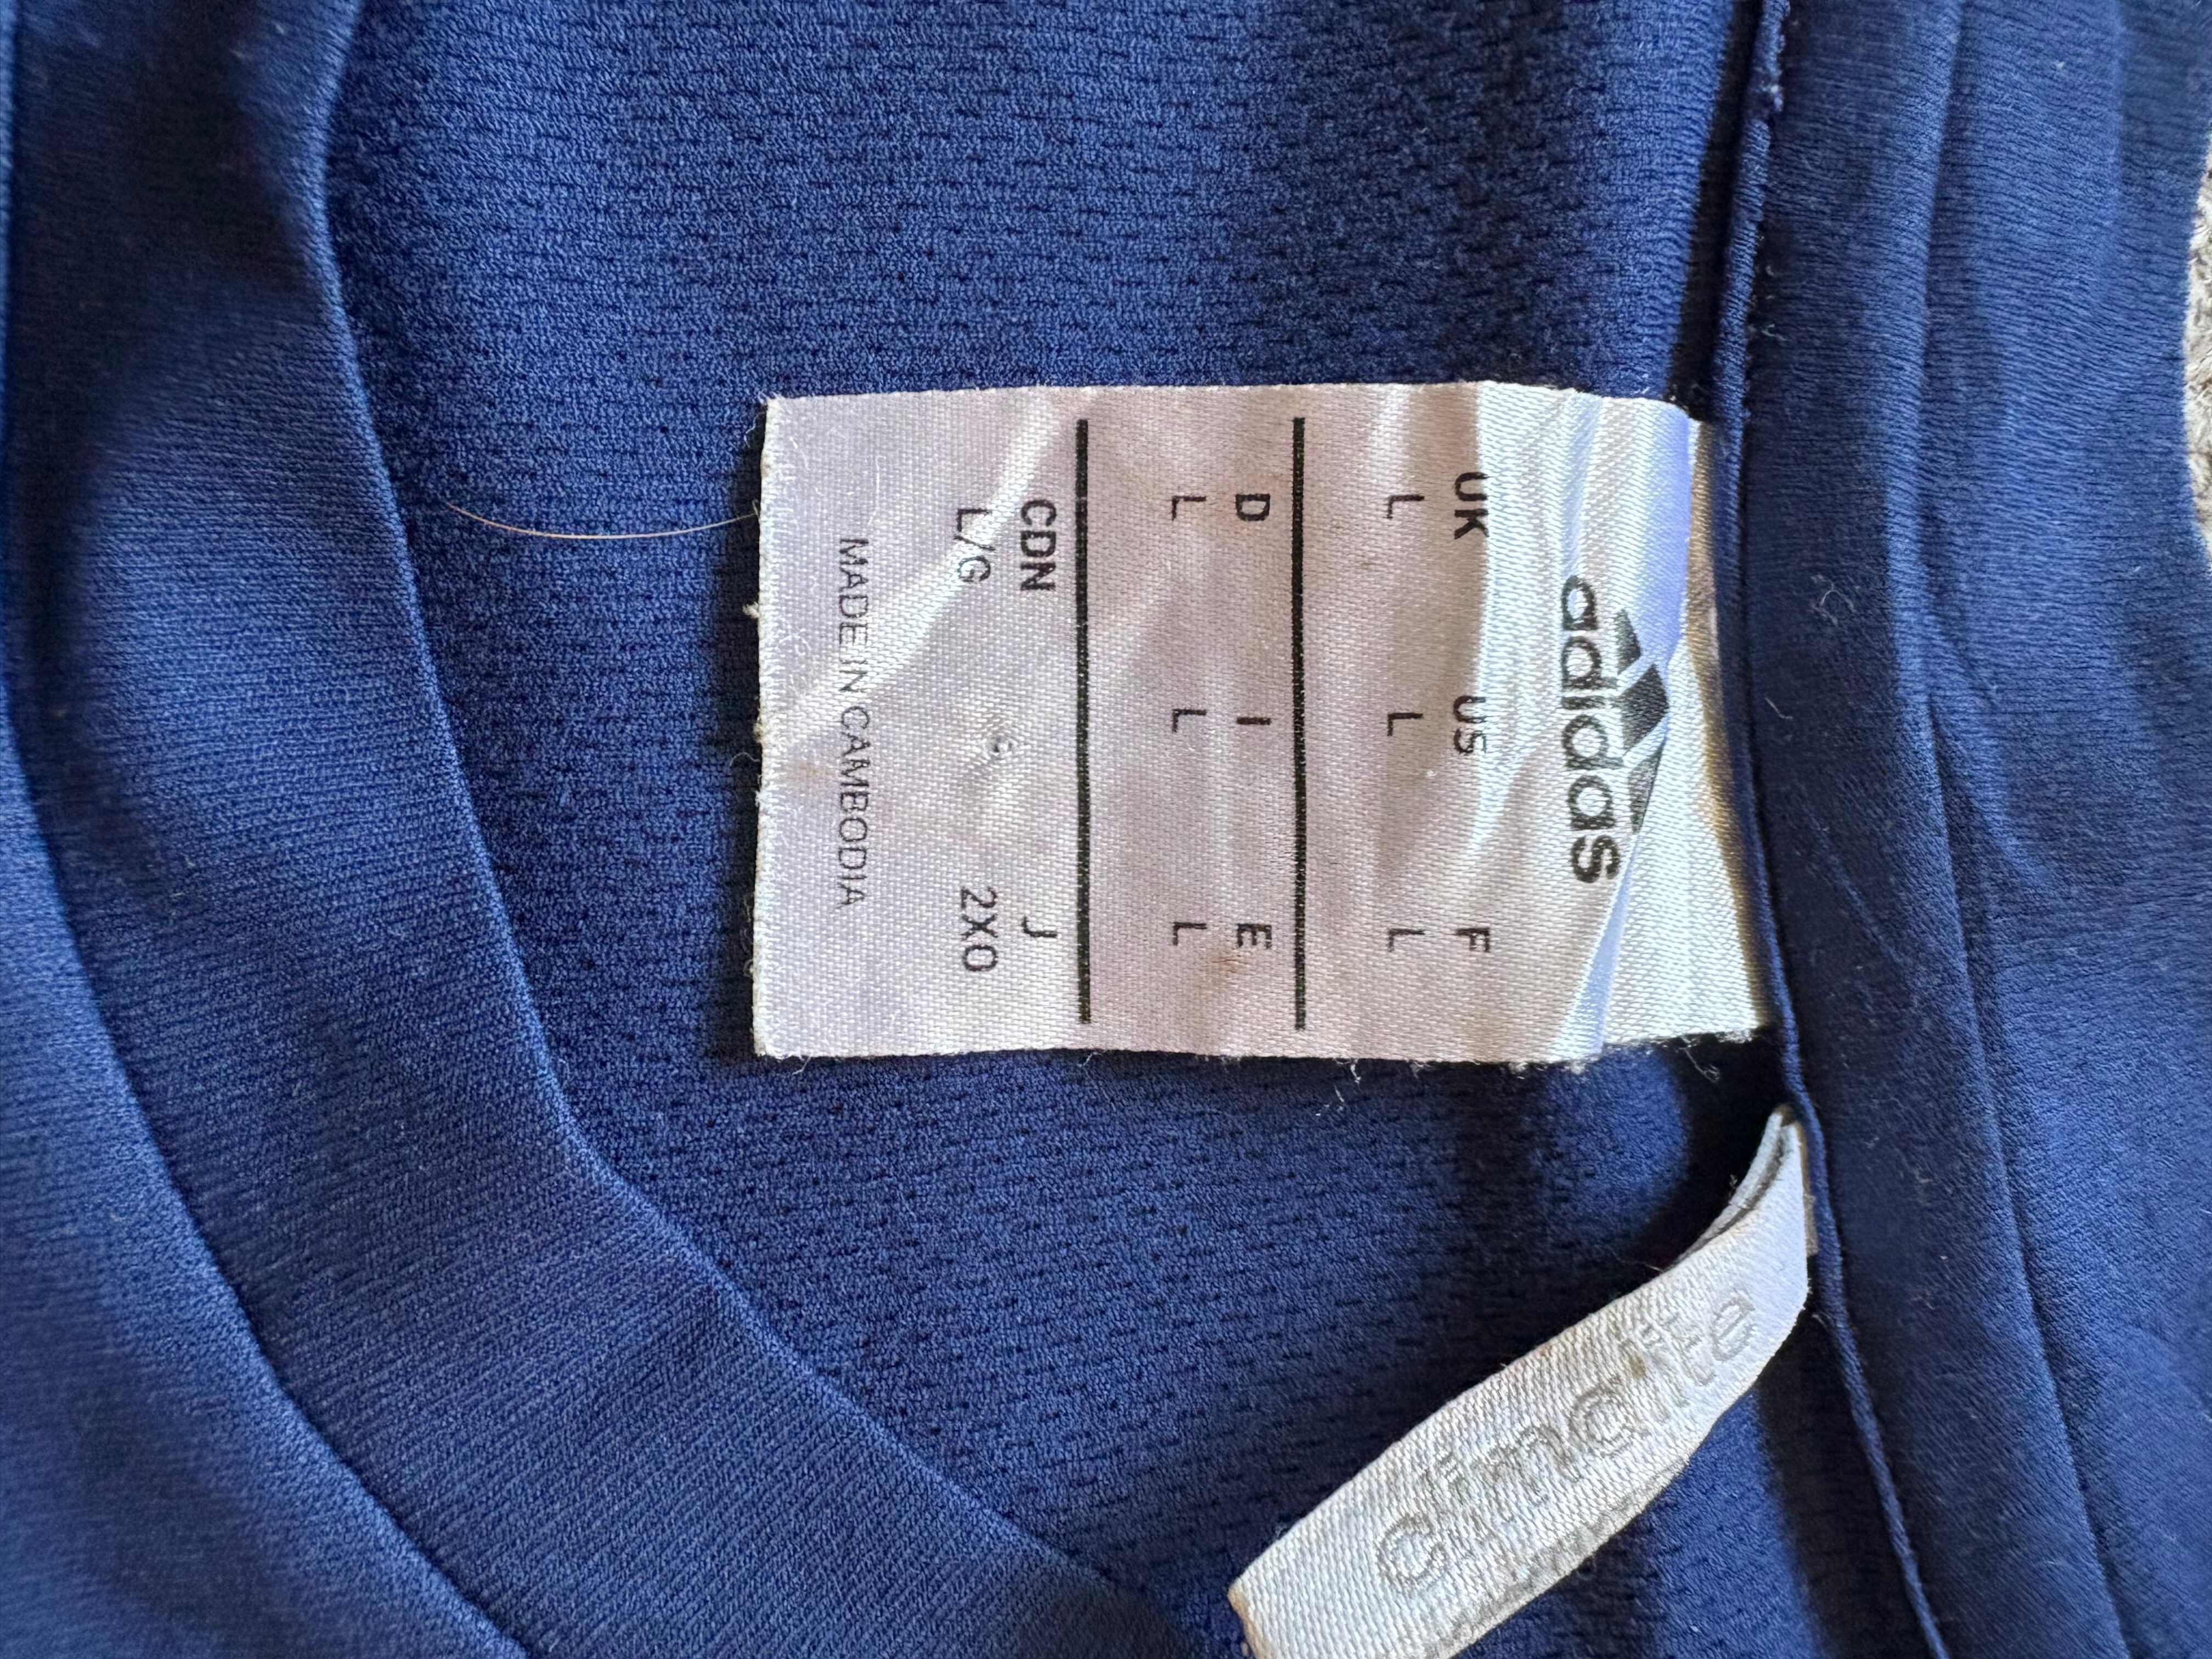 adidas
UK US F
L L L
D I E
L L L
CDN J
L/G 2XO
MADE IN CAMBODIA
climalite